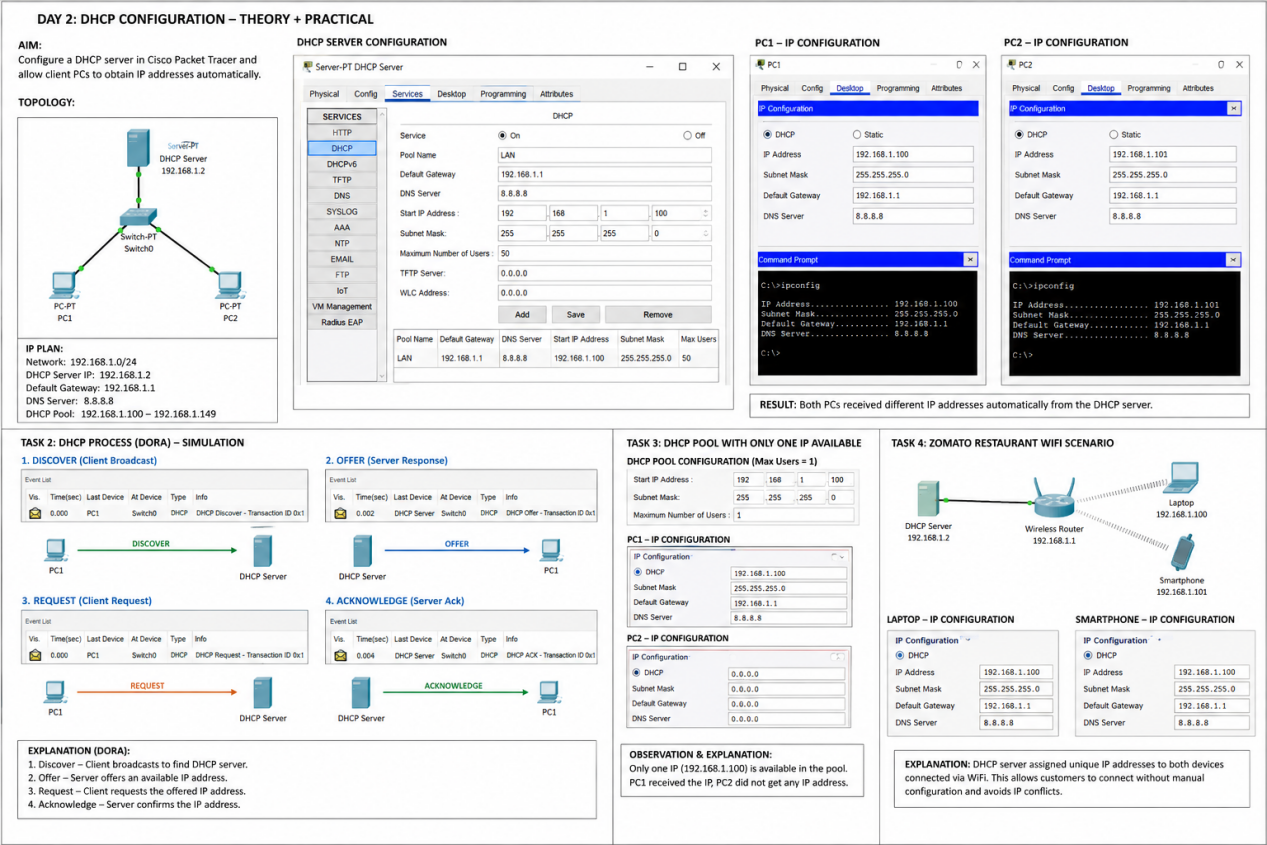 DAY 2: DHCP CONFIGURATION – THEORY + PRACTICAL
AIM:
Configure a DHCP server in Cisco Packet Tracer and
allow client PCs to obtain IP addresses automatically.
TOPOLOGY:
Server-PT
DHCP Server
192.168.1.2
Switch-PT
Switch0
PC-PT
PC1
PC-PT
PC2
IP PLAN:
Network: 192.168.1.0/24
DHCP Server IP: 192.168.1.2
Default Gateway: 192.168.1.1
DNS Server: 8.8.8.8
DHCP Pool: 192.168.1.100 – 192.168.1.149
DHCP SERVER CONFIGURATION
Server-PT DHCP Server
Physical Config Services Desktop Programming Attributes
SERVICES
HTTP
DHCP
DHCPv6
TFTP
DNS
SYSLOG
AAA
NTP
EMAIL
FTP
IoT
VM Management
Radius EAP
DHCP
Service On Off
Pool Name LAN
Default Gateway 192.168.1.1
DNS Server 8.8.8.8
Start IP Address : 192 168 1 100
Subnet Mask: 255 255 255 0
Maximum Number of Users : 50
TFTP Server: 0.0.0.0
WLC Address: 0.0.0.0
Add Save Remove
Pool Name Default Gateway DNS Server Start IP Address Subnet Mask Max Users
LAN 192.168.1.1 8.8.8.8 192.168.1.100 255.255.255.0 50
PC1 – IP CONFIGURATION
PC1
Physical Config Desktop Programming Attributes
IP Configuration
DHCP Static
IP Address 192.168.1.100
Subnet Mask 255.255.255.0
Default Gateway 192.168.1.1
DNS Server 8.8.8.8
Command Prompt
C:\>ipconfig
IP Address............... 192.168.1.100
Subnet Mask.............. 255.255.255.0
Default Gateway.......... 192.168.1.1
DNS Server............... 8.8.8.8
C:\>
PC2 – IP CONFIGURATION
PC2
Physical Config Desktop Programming Attributes
IP Configuration
DHCP Static
IP Address 192.168.1.101
Subnet Mask 255.255.255.0
Default Gateway 192.168.1.1
DNS Server 8.8.8.8
Command Prompt
C:\>ipconfig
IP Address................ 192.168.1.101
Subnet Mask............... 255.255.255.0
Default Gateway........... 192.168.1.1
DNS Server................ 8.8.8.8
C:\>
RESULT: Both PCs received different IP addresses automatically from the DHCP server.
TASK 2: DHCP PROCESS (DORA) – SIMULATION
1. DISCOVER (Client Broadcast)
Event List
Vis. Time(sec) Last Device At Device Type Info
0.000 PC1 Switch0 DHCP DHCP Discover - Transaction ID 0x1
DISCOVER
PC1
DHCP Server
2. OFFER (Server Response)
Event List
Vis. Time(sec) Last Device At Device Type Info
0.002 DHCP Server Switch0 DHCP DHCP Offer - Transaction ID 0x1
OFFER
DHCP Server
PC1
3. REQUEST (Client Request)
Event List
Vis. Time(sec) Last Device At Device Type Info
0.000 PC1 Switch0 DHCP DHCP Request - Transaction ID 0x1
REQUEST
PC1
DHCP Server
4. ACKNOWLEDGE (Server Ack)
Event List
Vis. Time(sec) Last Device At Device Type Info
0.004 DHCP Server Switch0 DHCP DHCP ACK - Transaction ID 0x1
ACKNOWLEDGE
DHCP Server
PC1
EXPLANATION (DORA):
1. Discover – Client broadcasts to find DHCP server.
2. Offer – Server offers an available IP address.
3. Request – Client requests the offered IP address.
4. Acknowledge – Server confirms the IP address.
TASK 3: DHCP POOL WITH ONLY ONE IP AVAILABLE
DHCP POOL CONFIGURATION (Max Users = 1)
Start IP Address : 192 .168 .1 100
Subnet Mask: 255 .255 .255 .0
Maximum Number of Users : 1
PC1 – IP CONFIGURATION
IP Configuration
DHCP 192.168.1.100
Subnet Mask 255.255.255.0
Default Gateway 192.168.1.1
DNS Server 8.8.8.8
PC2 – IP CONFIGURATION
IP Configuration
DHCP 0.0.0.0
Subnet Mask 0.0.0.0
Default Gateway 0.0.0.0
DNS Server 0.0.0.0
OBSERVATION & EXPLANATION:
Only one IP (192.168.1.100) is available in the pool.
PC1 received the IP, PC2 did not get any IP address.
TASK 4: ZOMATO RESTAURANT WIFI SCENARIO
DHCP Server
192.168.1.2
Wireless Router
192.168.1.1
Laptop
192.168.1.100
Smartphone
192.168.1.101
LAPTOP – IP CONFIGURATION
IP Configuration
DHCP
IP Address 192.168.1.100
Subnet Mask 255.255.255.0
Default Gateway 192.168.1.1
DNS Server 8.8.8.8
SMARTPHONE – IP CONFIGURATION
IP Configuration
DHCP
IP Address 192.168.1.100
Subnet Mask 255.255.255.0
Default Gateway 192.168.1.1
DNS Server 8.8.8.8
EXPLANATION: DHCP server assigned unique IP addresses to both devices
connected via WiFi. This allows customers to connect without manual
configuration and avoids IP conflicts.